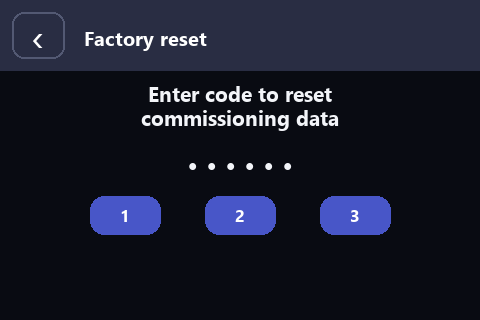 ‹ Factory reset
Enter code to reset
commissioning data
• • • • • •
1 2 3